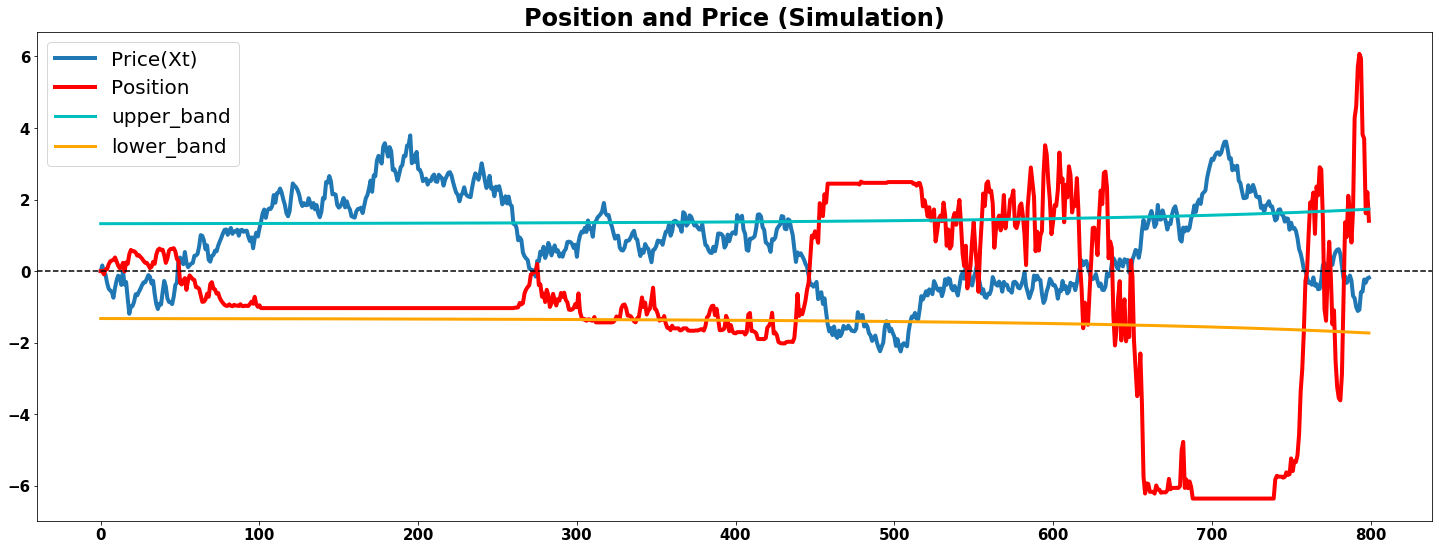 Position and Price (Simulation)
Price(Xt)
Position
upper_band
lower_band
6
4
2
0
−2
−4
−6
0 100 200 300 400 500 600 700 800